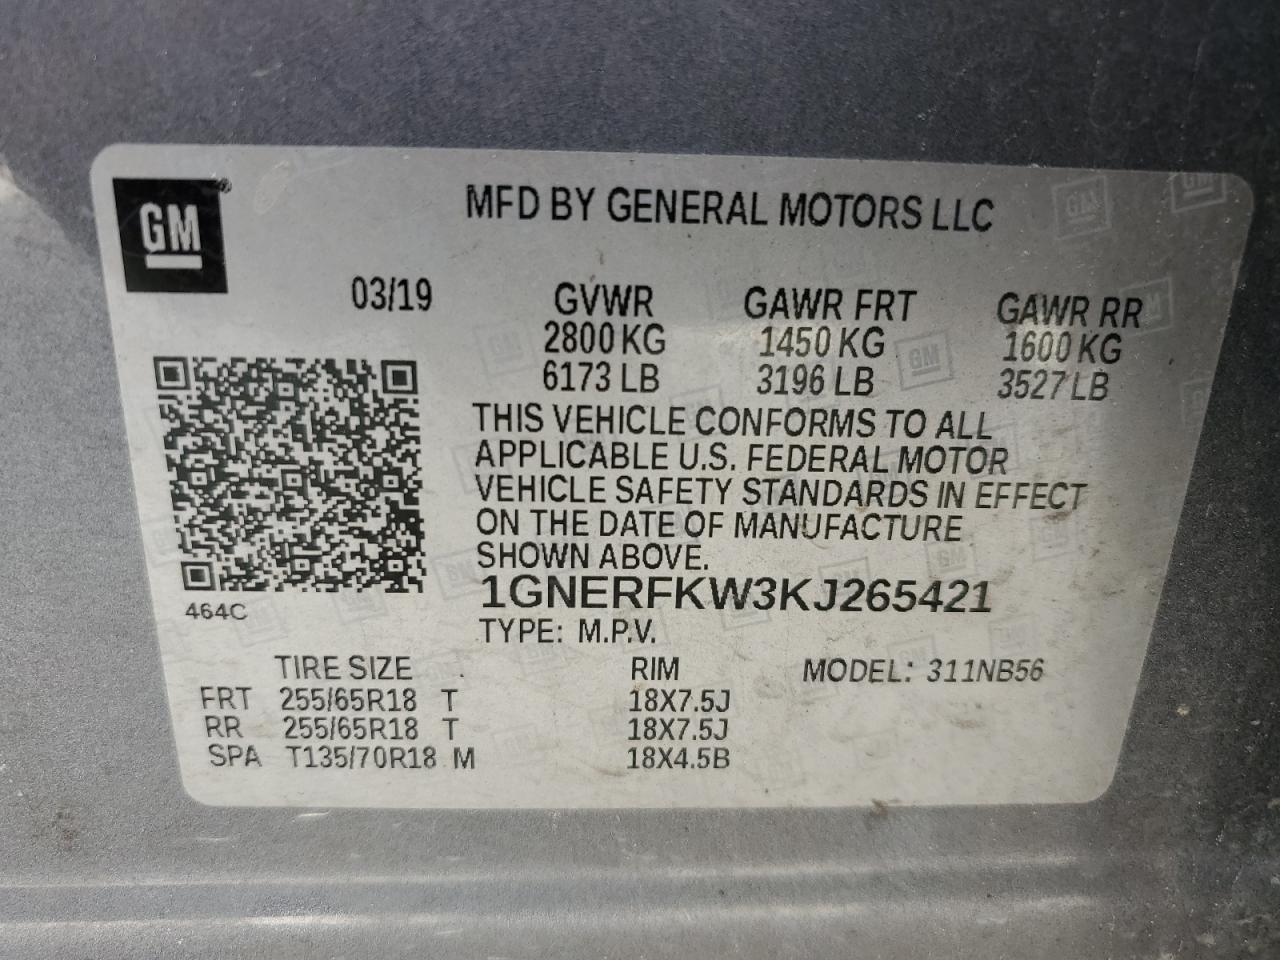 GM®
MFD BY GENERAL MOTORS LLC
03/19 GVWR GAWR FRT GAWR RR
2800 KG 1450 KG 1600 KG
6173 LB 3196 LB 3527 LB
THIS VEHICLE CONFORMS TO ALL
APPLICABLE U.S. FEDERAL MOTOR
VEHICLE SAFETY STANDARDS IN EFFECT
ON THE DATE OF MANUFACTURE
SHOWN ABOVE.
464C
1GNERFKW3KJ265421
TYPE: M.P.V.
TIRE SIZE RIM MODEL: 311NB56
FRT 255/65R18 T 18X7.5J
RR 255/65R18 T 18X7.5J
SPA T135/70R18 M 18X4.5B